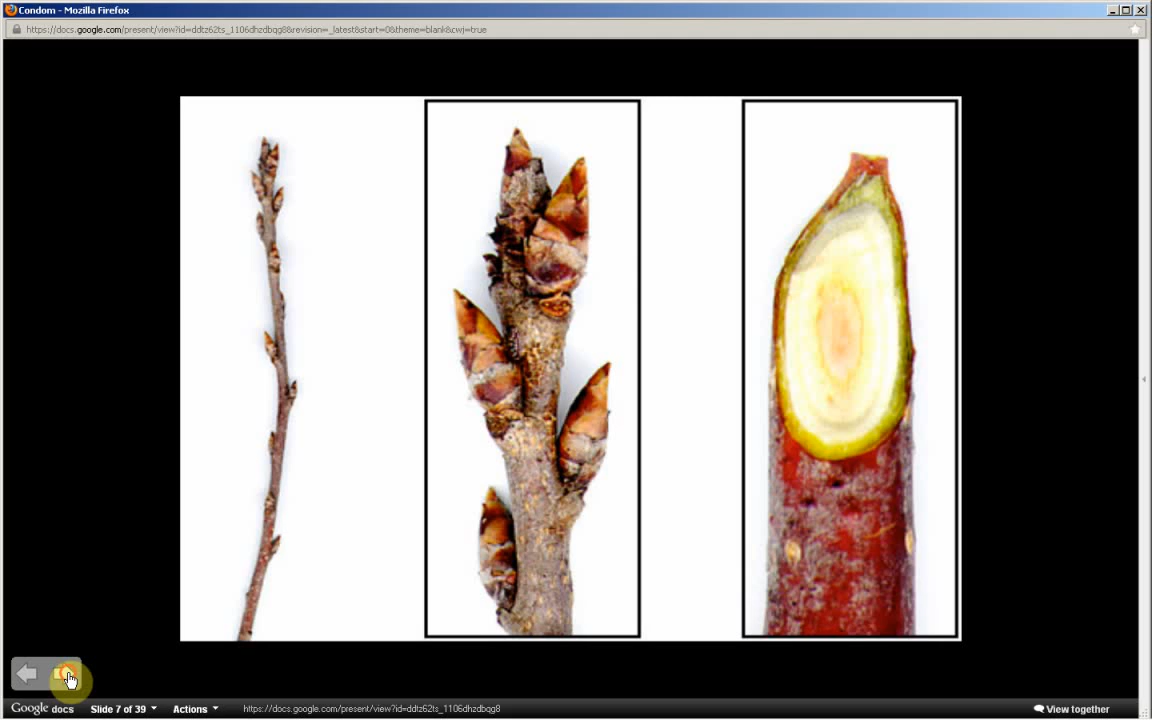 Condom - Mozilla Firefox
https://docs.google.com/present/view?id=ddtz62ts_1106dhzdbqg8&revision=_latest&start=0&theme=blank&cwj=true
Google docs Slide 7 of 39 Actions https://docs.google.com/present/view?id=ddtz62ts_1106dhzdbqg8 View together